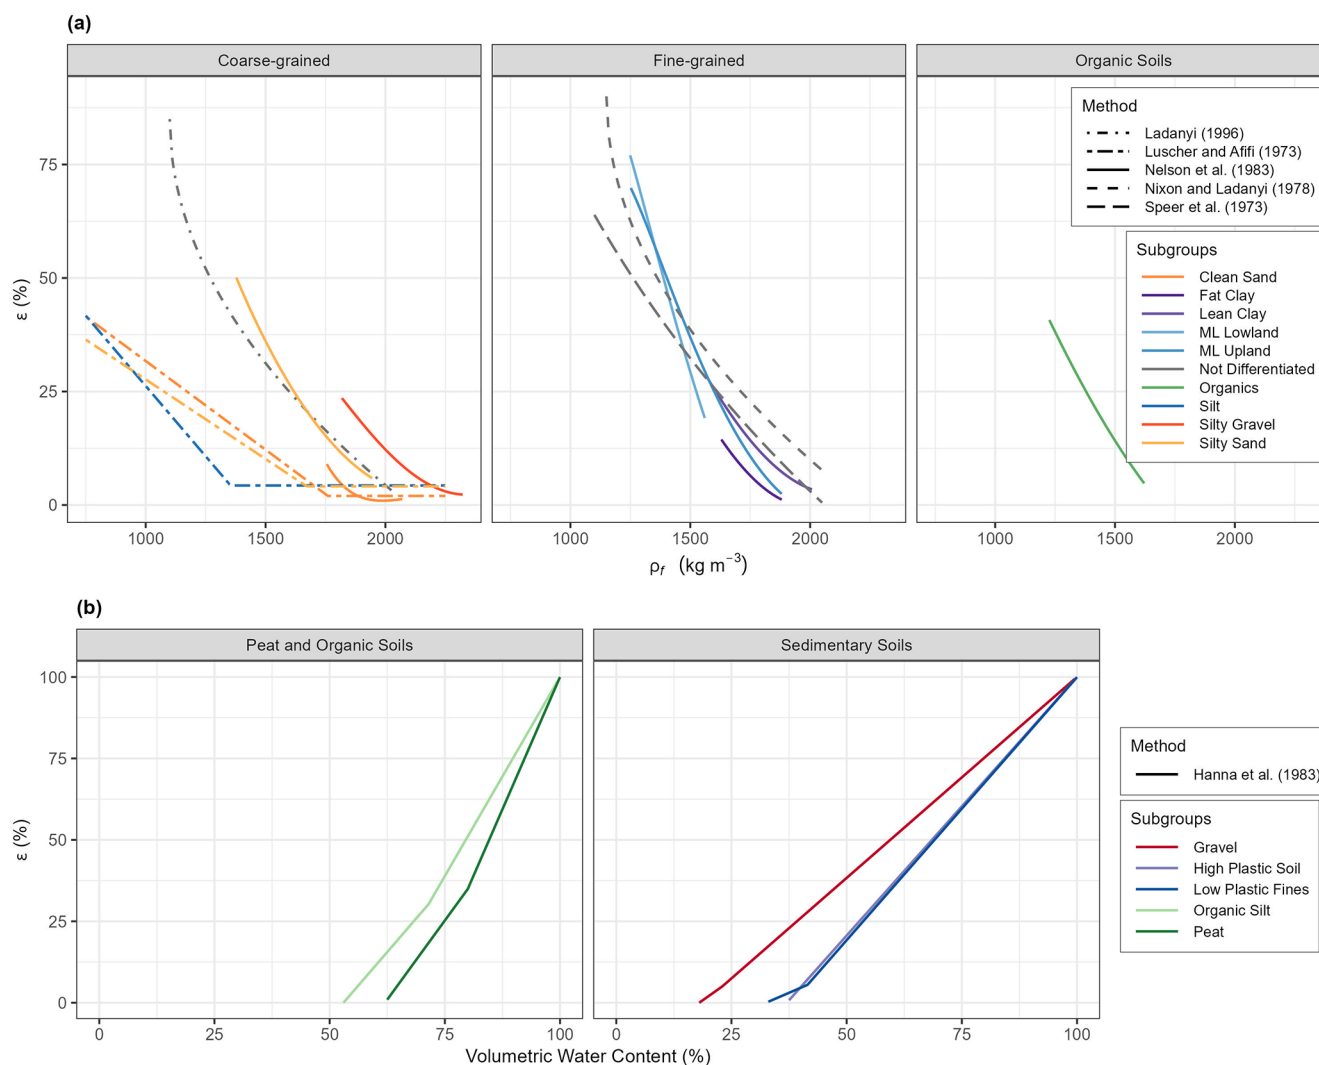 (a)
Coarse-grained
Fine-grained
Organic Soils
ε (%)
75
50
25
0
1000
1500
2000
1000
1500
2000
1000
1500
2000
ρf (kg m−3)
Method
Ladanyi (1996)
Luscher and Afifi (1973)
Nelson et al. (1983)
Nixon and Ladanyi (1978)
Speer et al. (1973)
Subgroups
Clean Sand
Fat Clay
Lean Clay
ML Lowland
ML Upland
Not Differentiated
Organics
Silt
Silty Gravel
Silty Sand
(b)
Peat and Organic Soils
Sedimentary Soils
ε (%)
100
75
50
25
0
0
25
50
75
100
0
25
50
75
100
Volumetric Water Content (%)
Method
Hanna et al. (1983)
Subgroups
Gravel
High Plastic Soil
Low Plastic Fines
Organic Silt
Peat